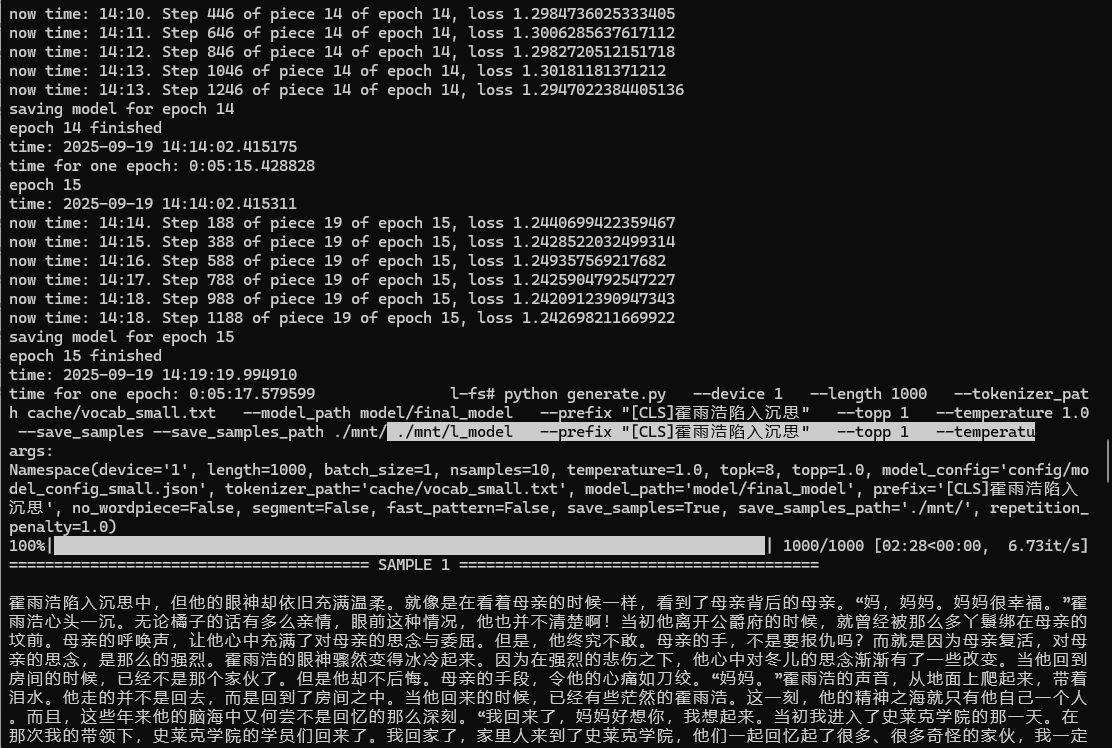 now time: 14:10. Step 446 of piece 14 of epoch 14, loss 1.2984736025333405
now time: 14:11. Step 646 of piece 14 of epoch 14, loss 1.3006285637617112
now time: 14:12. Step 846 of piece 14 of epoch 14, loss 1.2982720512151718
now time: 14:13. Step 1046 of piece 14 of epoch 14, loss 1.30181181371212
now time: 14:13. Step 1246 of piece 14 of epoch 14, loss 1.2947022384405136
saving model for epoch 14
epoch 14 finished
time: 2025-09-19 14:14:02.415175
time for one epoch: 0:05:15.428828
epoch 15
time: 2025-09-19 14:14:02.415311
now time: 14:14. Step 188 of piece 19 of epoch 15, loss 1.2440699422359467
now time: 14:15. Step 388 of piece 19 of epoch 15, loss 1.2428522032499314
now time: 14:16. Step 588 of piece 19 of epoch 15, loss 1.249357569217682
now time: 14:17. Step 788 of piece 19 of epoch 15, loss 1.2425904792547227
now time: 14:18. Step 988 of piece 19 of epoch 15, loss 1.2420912390947343
now time: 14:18. Step 1188 of piece 19 of epoch 15, loss 1.242698211669922
saving model for epoch 15
epoch 15 finished
time: 2025-09-19 14:19:19.994910
time for one epoch: 0:05:17.579599               l-fs# python generate.py   --device 1   --length 1000   --tokenizer_pat
h cache/vocab_small.txt   --model_path model/final_model   --prefix "[CLS]霍雨浩陷入沉思"   --topp 1   --temperature 1.0
 --save_samples --save_samples_path ./mnt/ ./mnt/l_model   --prefix "[CLS]霍雨浩陷入沉思"   --topp 1   --temperatu
args:
Namespace(device='1', length=1000, batch_size=1, nsamples=10, temperature=1.0, topk=8, topp=1.0, model_config='config/mo
del_config_small.json', tokenizer_path='cache/vocab_small.txt', model_path='model/final_model', prefix='[CLS]霍雨浩陷入
沉思', no_wordpiece=False, segment=False, fast_pattern=False, save_samples=True, save_samples_path='./mnt/', repetition_
penalty=1.0)
100%| | 1000/1000 [02:28<00:00,  6.73it/s]
======================================== SAMPLE 1 ========================================
霍雨浩陷入沉思中，但他的眼神却依旧充满温柔。就像是在看着母亲的时候一样，看到了母亲背后的母亲。“妈，妈妈。妈妈很幸福。”霍
雨浩心头一沉。无论橘子的话有多么亲情，眼前这种情况，他也并不清楚啊！当初他离开公爵府的时候，就曾经被那么多丫鬟绑在母亲的
坟前。母亲的呼唤声，让他心中充满了对母亲的思念与委屈。但是，他终究不敢。母亲的手，不是要报仇吗？而就是因为母亲复活，对母
亲的思念，是那么的强烈。霍雨浩的眼神骤然变得冰冷起来。因为在强烈的悲伤之下，他心中对冬儿的思念渐渐有了一些改变。当他回到
房间的时候，已经不是那个家伙了。但是他却不后悔。母亲的手段，令他的心痛如刀绞。“妈妈。”霍雨浩的声音，从地面上爬起来，带着
泪水。他走的并不是回去，而是回到了房间之中。当他回来的时候，已经有些茫然的霍雨浩。这一刻，他的精神之海就只有他自己一个人
。而且，这些年来他的脑海中又何尝不是回忆的那么深刻。“我回来了，妈妈好想你，我想起来。当初我进入了史莱克学院的那一天。在
那次我的带领下，史莱克学院的学员们回来了。我回家了，家里人来到了史莱克学院，他们一起回忆起了很多、很多奇怪的家伙，我一定